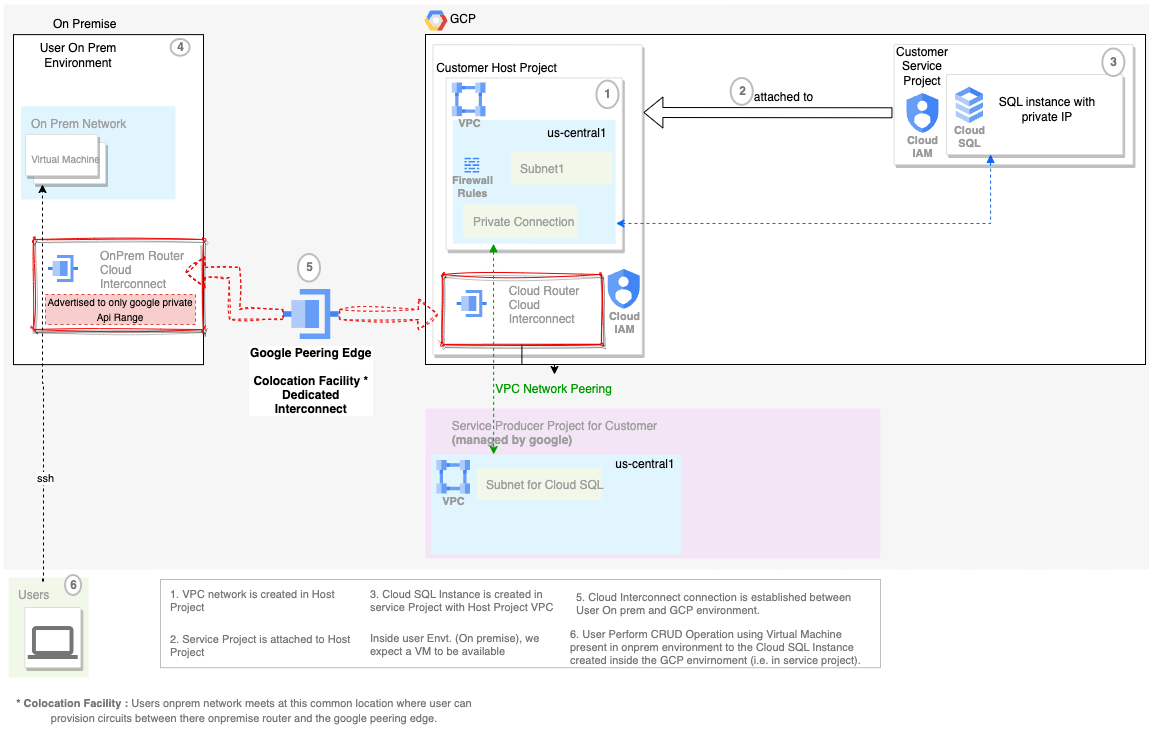 On Premise
GCP
User On Prem
Environment
4
On Prem Network
Virtual Machine
OnPrem Router
Cloud
Interconnect
Advertised to only google private
Api Range
5
Google Peering Edge
Colocation Facility *
Dedicated
Interconnect
Customer Host Project
1
VPC
us-central1
Firewall
Rules
Subnet1
Private Connection
Cloud Router
Cloud
Interconnect
Cloud
IAM
2
attached to
Customer
Service
Project
3
Cloud
IAM
Cloud
SQL
SQL instance with
private IP
VPC Network Peering
Service Producer Project for Customer
(managed by google)
us-central1
VPC
Subnet for Cloud SQL
ssh
Users
6
1. VPC network is created in Host
Project
2. Service Project is attached to Host
Project
3. Cloud SQL Instance is created in
service Project with Host Project VPC
Inside user Envt. (On premise), we
expect a VM to be available
5. Cloud Interconnect connection is established between
User On prem and GCP environment.
6. User Perform CRUD Operation using Virtual Machine
present in onprem environment to the Cloud SQL Instance
created inside the GCP envirnoment (i.e. in service project).
* Colocation Facility : Users onprem network meets at this common location where user can
provision circuits between there onpremise router and the google peering edge.